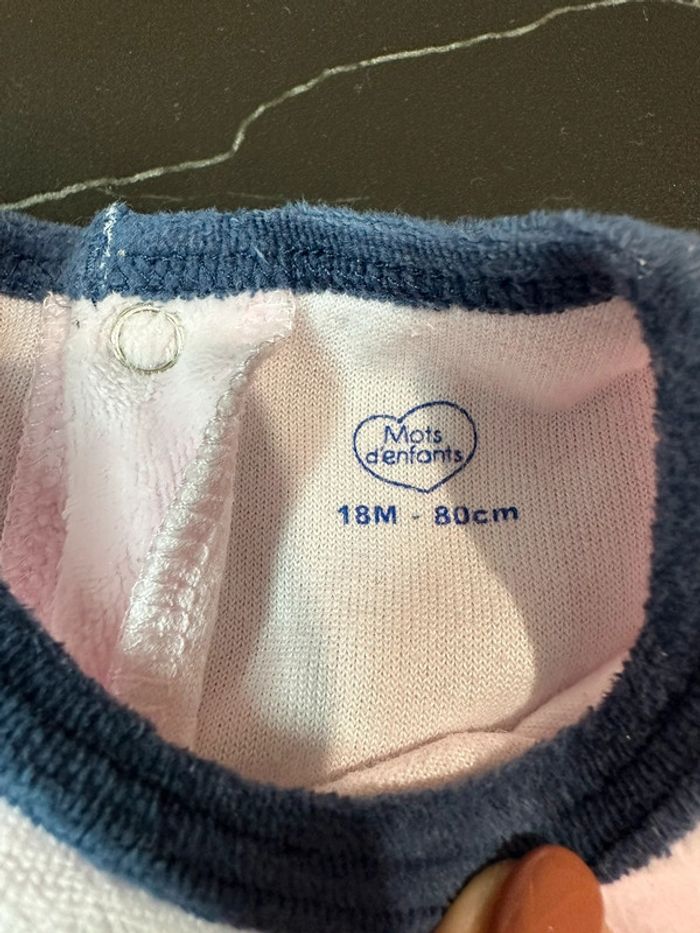 Mots
d'enfants
18M - 80cm